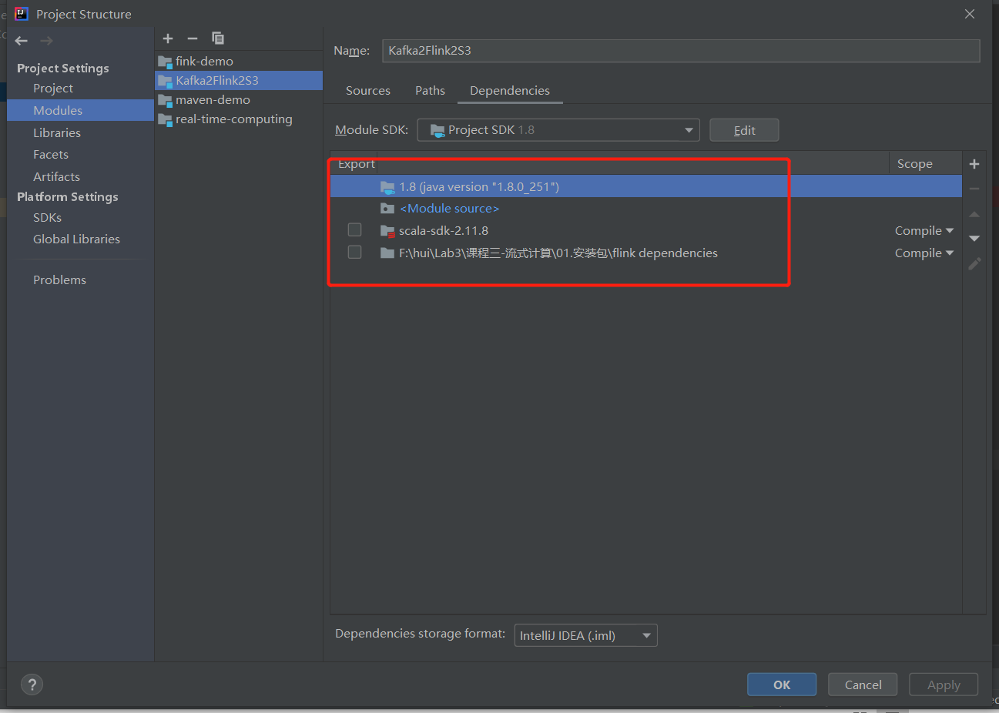 Project Structure
Project Settings
Project
Modules
Libraries
Facets
Artifacts
Platform Settings
SDKs
Global Libraries
Problems
fink-demo
Kafka2Flink2S3
maven-demo
real-time-computing
Name: Kafka2Flink2S3
Sources Paths Dependencies
Module SDK: Project SDK 1.8 Edit
Export Scope
1.8 (java version "1.8.0_251")
<Module source>
scala-sdk-2.11.8 Compile
F:\hui\Lab3\课程三-流式计算\01.安装包\flink dependencies Compile
Dependencies storage format: IntelliJ IDEA (.iml)
? OK Cancel Apply